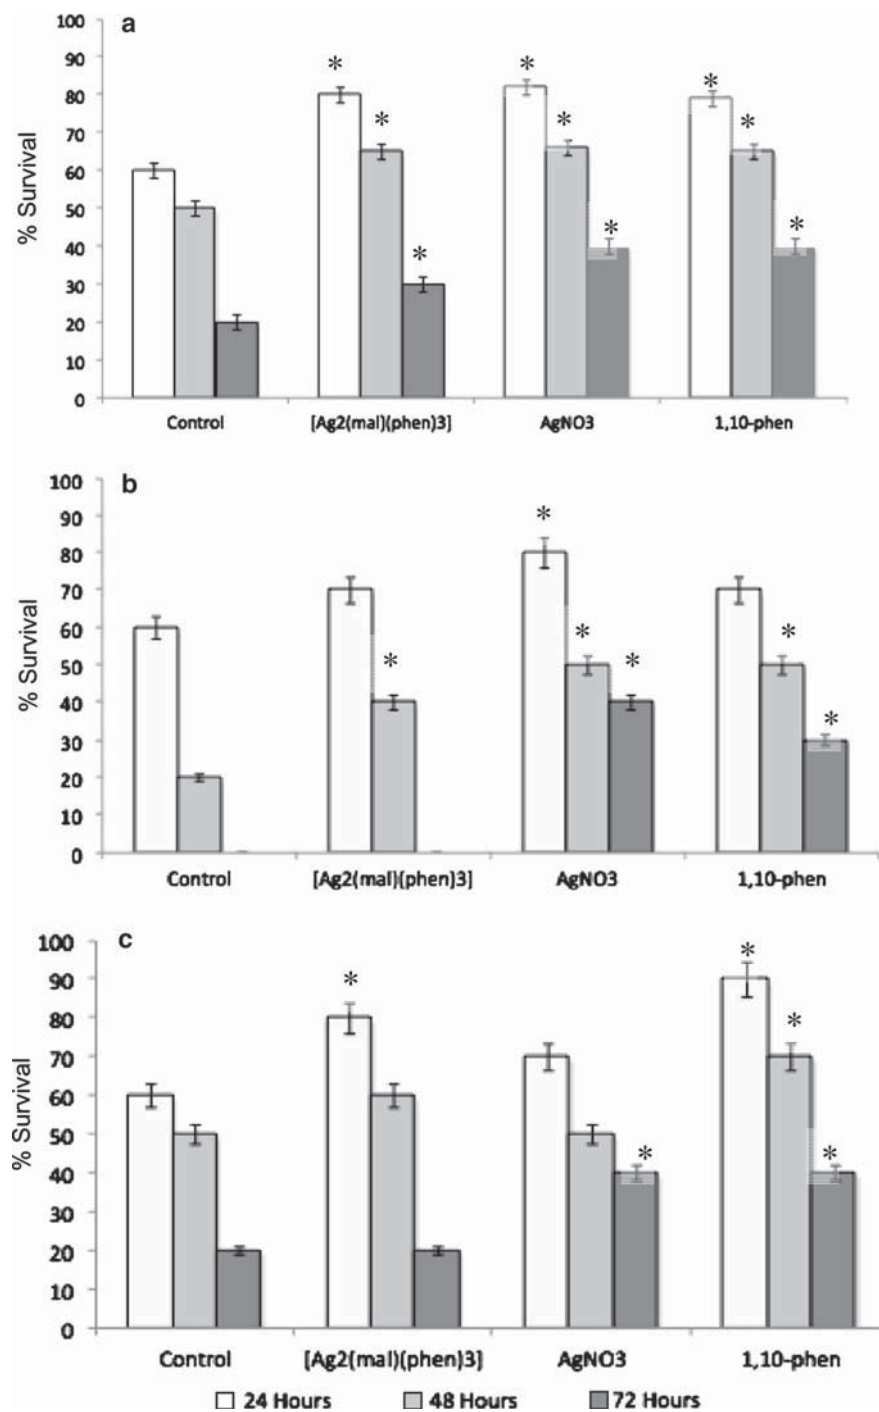 a
100
90
80
70
60
50
40
30
20
10
0
% Survival
* * * * * * * * *
Control [Ag2(mal)(phen)3] AgNO3 1,10-phen
b
100
90
80
70
60
50
40
30
20
10
0
% Survival
* * * * * *
Control [Ag2(mal)(phen)3] AgNO3 1,10-phen
c
100
90
80
70
60
50
40
30
20
10
0
% Survival
* * * * *
Control [Ag2(mal)(phen)3] AgNO3 1,10-phen
24 Hours 48 Hours 72 Hours